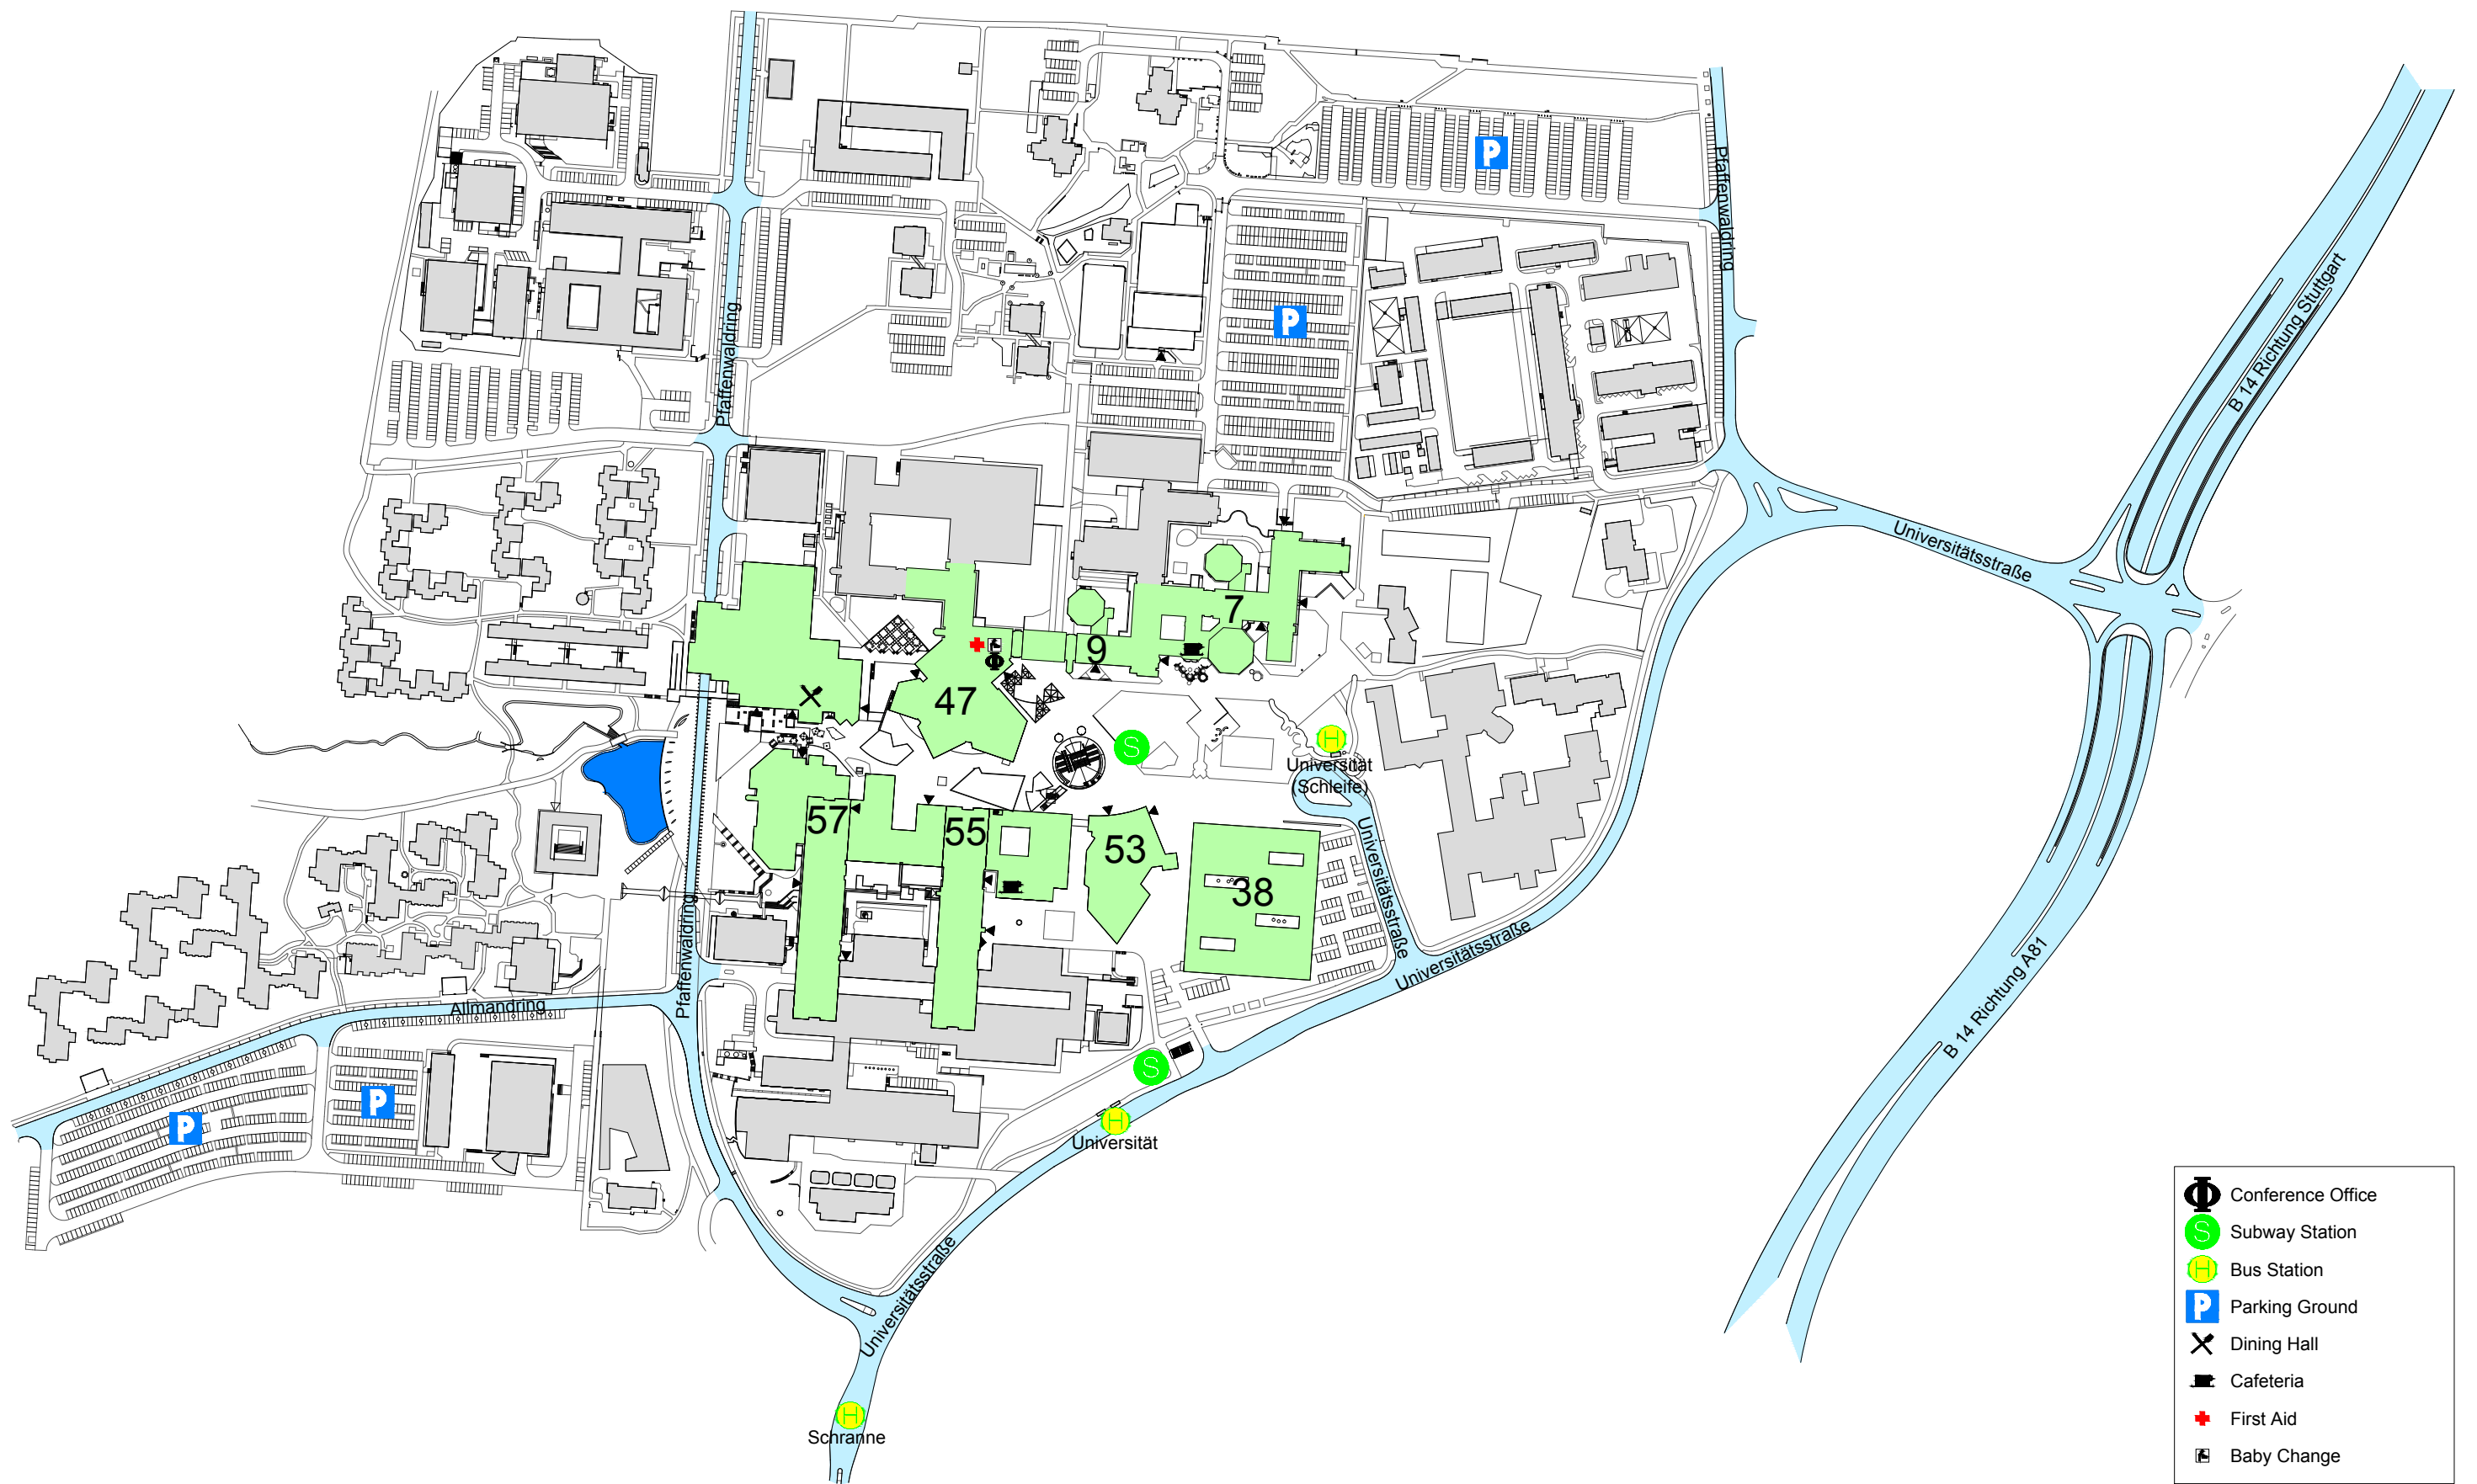 Pfaffenwaldring
B 14 Richtung Stuttgart
Pfaffenwaldring
Universitätsstraße
7
9
47
S
H
Universität
(Schleife)
57
55
53
38
Universitätsstraße
Universitätsstraße
Pfaffenwaldring
Allmandring
B 14 Richtung A81
S
P
P
P
P
H
Universität
Universitätsstraße
H
Schranne
Conference Office
S Subway Station
H Bus Station
P Parking Ground
Dining Hall
Cafeteria
First Aid
Baby Change